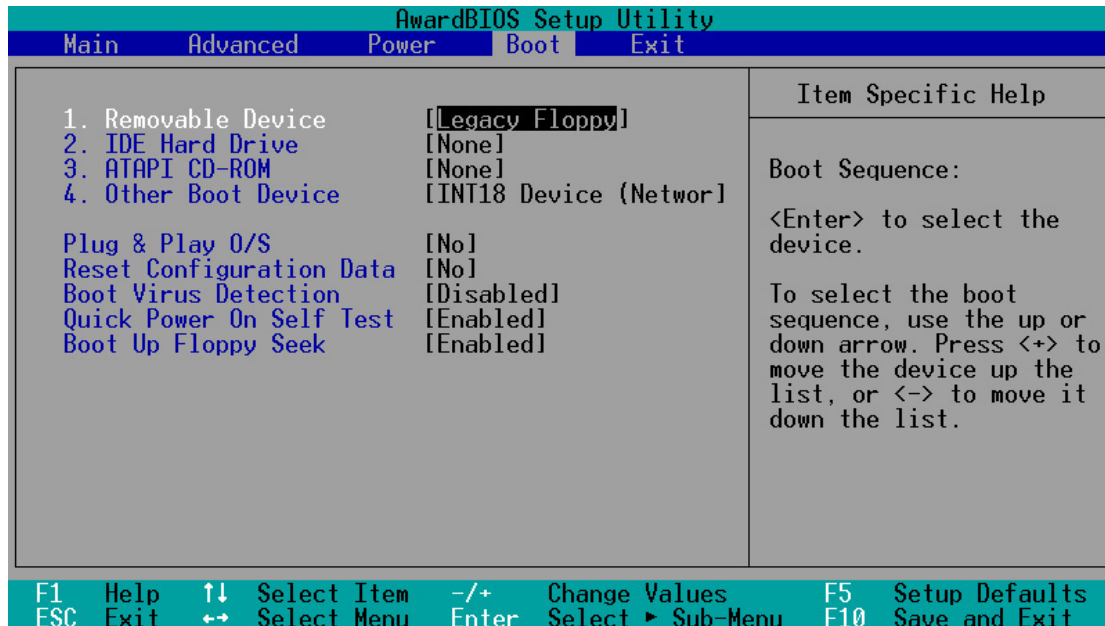 AwardBIOS Setup Utility
Main Advanced Power Boot Exit
1. Removable Device [Legacy Floppy]
2. IDE Hard Drive [None]
3. ATAPI CD-ROM [None]
4. Other Boot Device [INT18 Device (Networ]
Plug & Play O/S [No]
Reset Configuration Data [No]
Boot Virus Detection [Disabled]
Quick Power On Self Test [Enabled]
Boot Up Floppy Seek [Enabled]
Item Specific Help
Boot Sequence:
<Enter> to select the
device.
To select the boot
sequence, use the up or
down arrow. Press <+> to
move the device up the
list, or <-> to move it
down the list.
F1 Help ↑↓ Select Item -/+ Change Values F5 Setup Defaults
ESC Exit ←→ Select Menu Enter Select ► Sub-Menu F10 Save and Exit